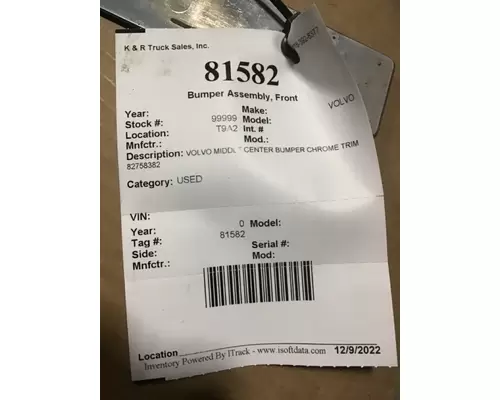 K & R Truck Sales, Inc.
81582
Bumper Assembly, Front
Year: Make: VOLVO
Stock #: 99999 Model:
Location: T9A2 Int. #
Mnfctr.: Mod.:
Description: VOLVO MIDDLE CENTER BUMPER CHROME TRIM
82758382
Category: USED
VIN:
Year: 0 Model:
Tag #: 81582
Side: Serial #:
Mnfctr.: Mod:
Location
Inventory Powered By ITrack - www.isoftdata.com 12/9/2022